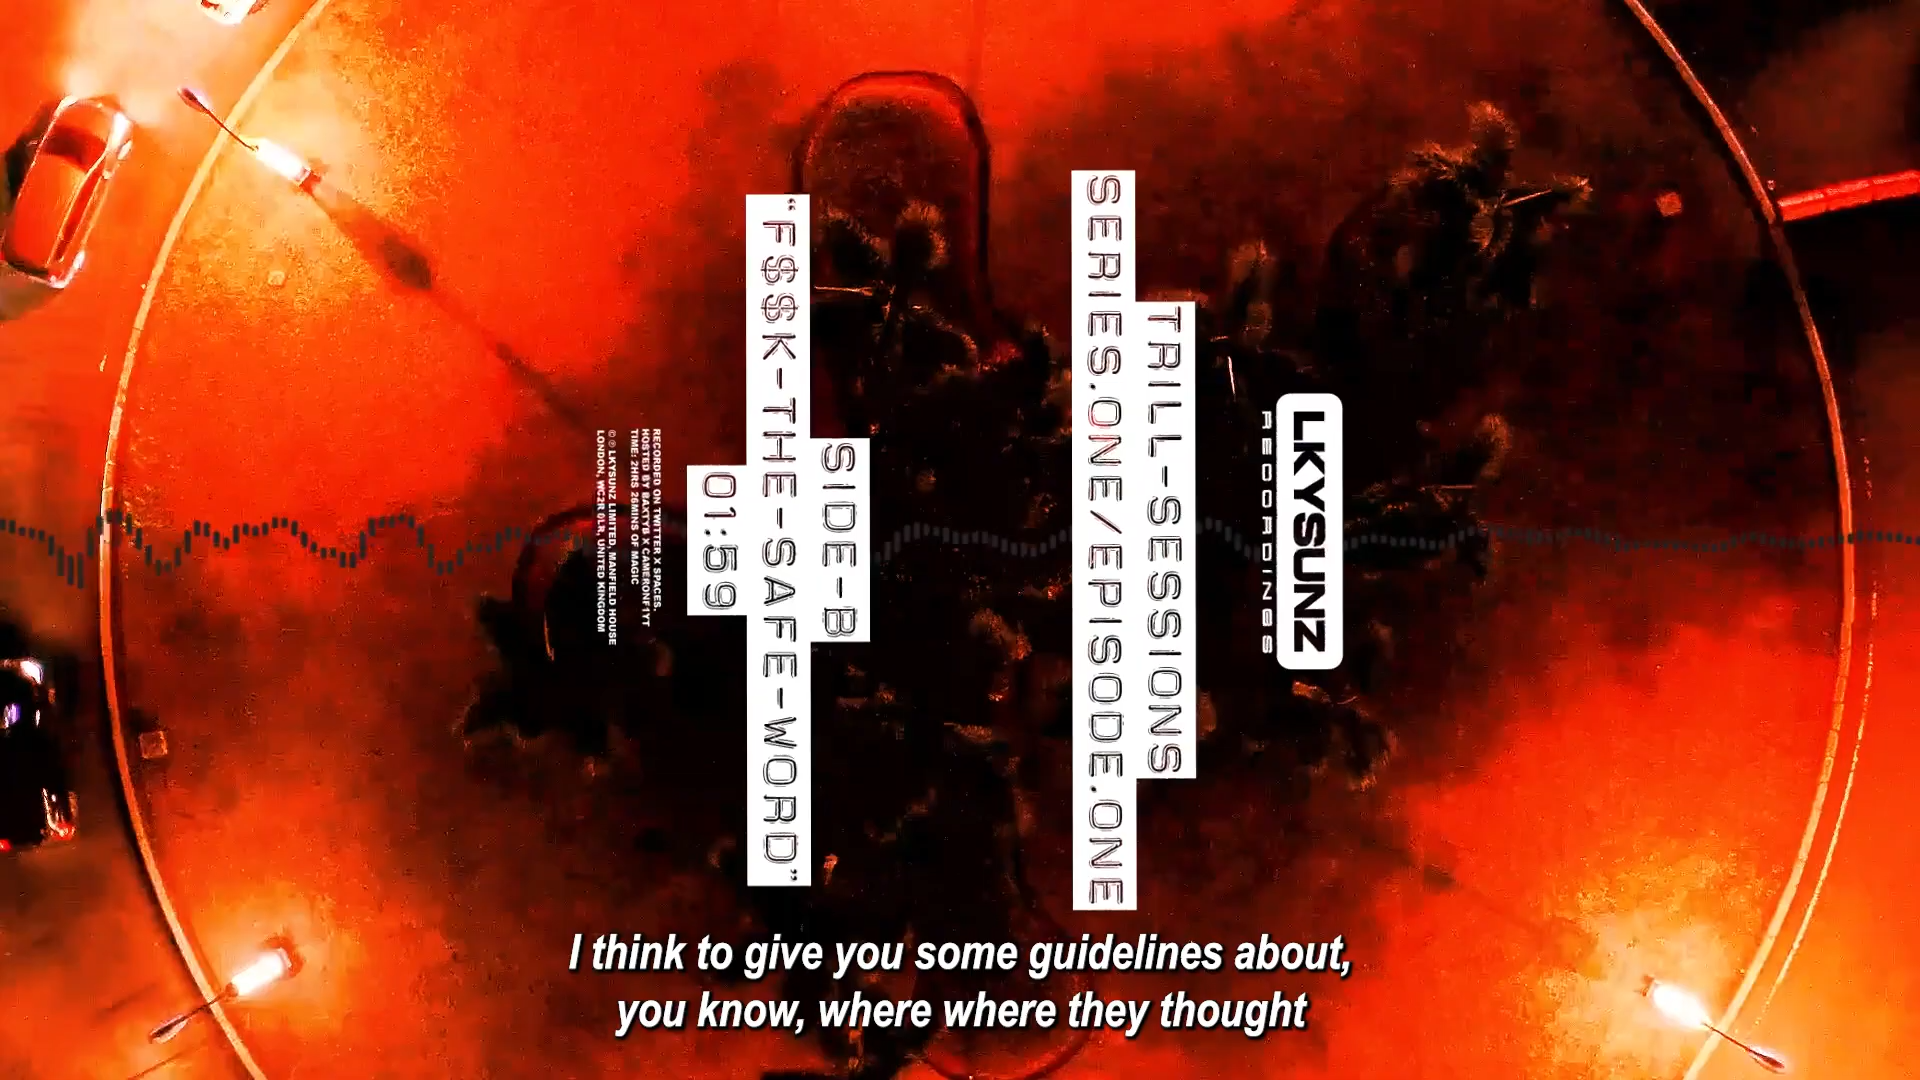 LKYSUNZ
RECORDINGS
TRILL-SESSIONS
SERIES.ONE/EPISODE.ONE
SIDE-B
“F$$K-THE-SAFE-WORD”
01:59
RECORDED ON TWITTER X SPACES.
HOSTED BY BAXTYB X CAMERONF1YT
TIME: 2HRS 26MINS OF MAGIC
© ℗ LKYSUNZ LIMITED, MANFIELD HOUSE
LONDON, WC2R 0LR, UNITED KINGDOM
I think to give you some guidelines about,
you know, where where they thought